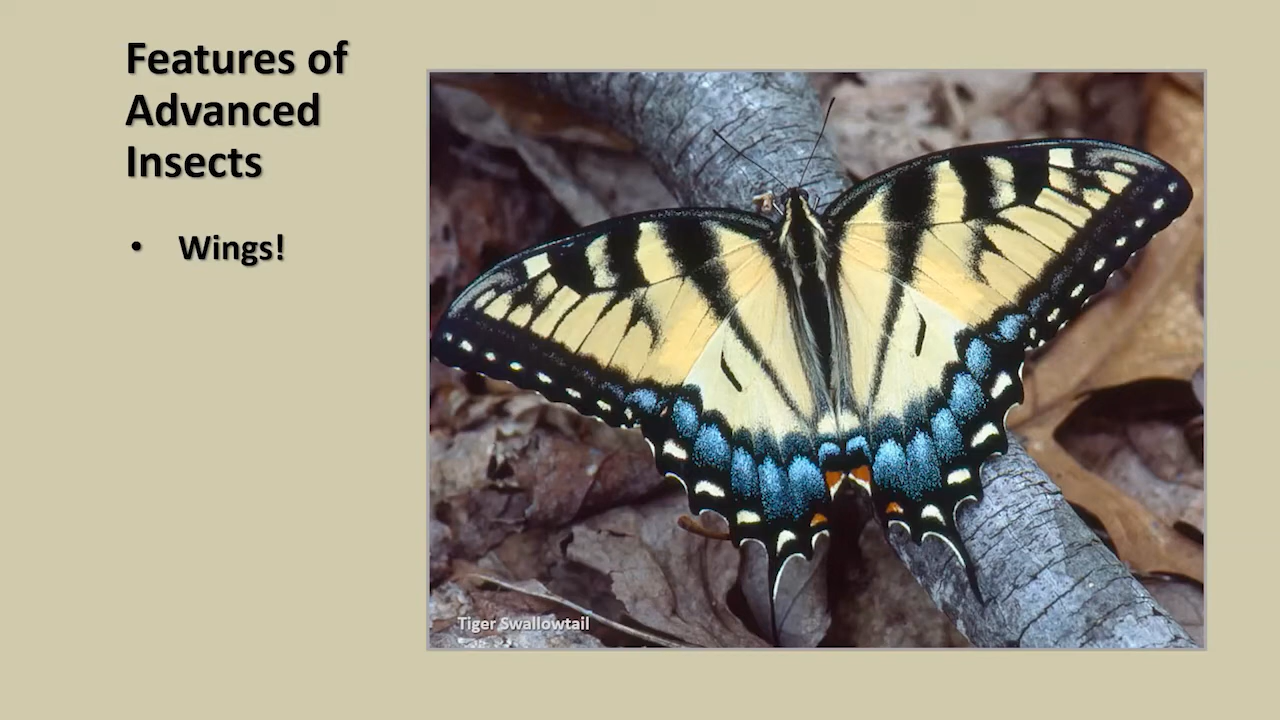 Features of
Advanced
Insects
• Wings!
Tiger Swallowtail